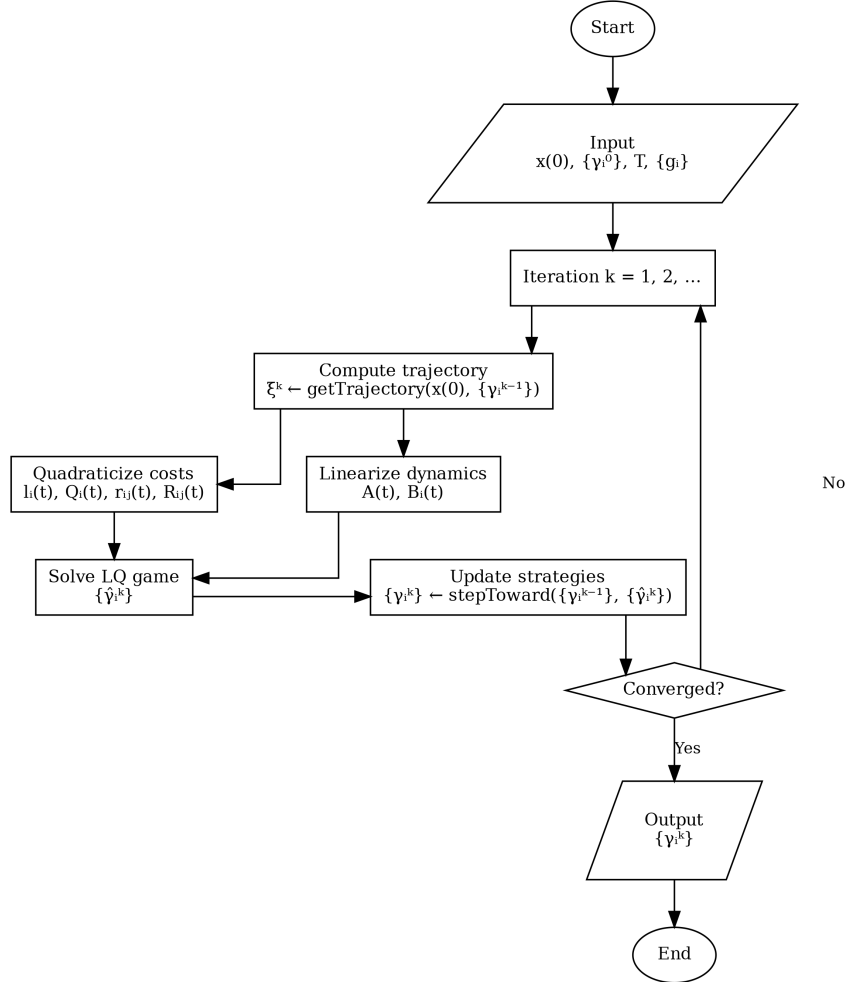 Start
Input
x(0), {γᵢ⁰}, T, {gᵢ}
Iteration k = 1, 2, …
Compute trajectory
ξᵏ ← getTrajectory(x(0), {γᵢᵏ⁻¹})
Quadraticize costs
lᵢ(t), Qᵢ(t), rᵢⱼ(t), Rᵢⱼ(t)
Linearize dynamics
A(t), Bᵢ(t)
No
Solve LQ game
{γ̂ᵢᵏ}
Update strategies
{γᵢᵏ} ← stepToward({γᵢᵏ⁻¹}, {γ̂ᵢᵏ})
Converged?
Yes
Output
{γᵢᵏ}
End